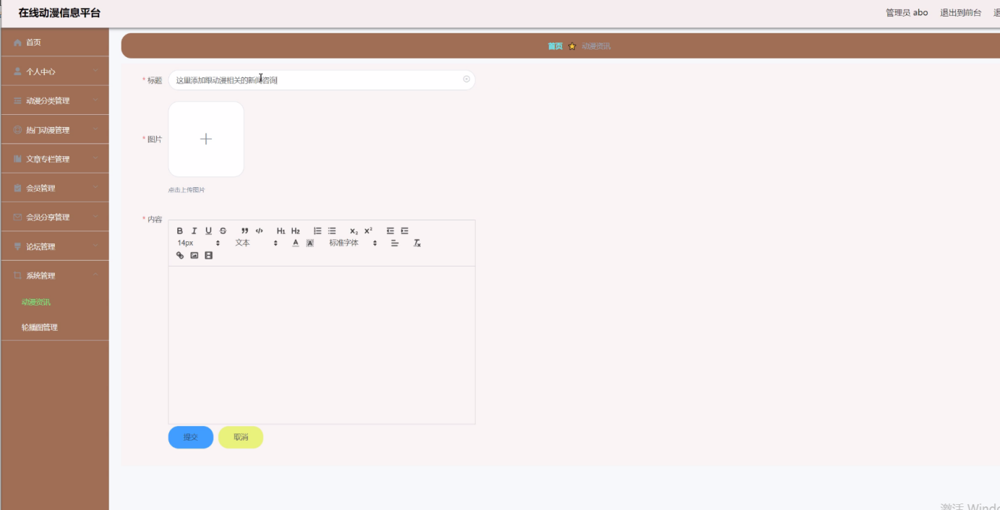 在线动漫信息平台
管理员 abo 退出到前台 退
首页
个人中心
动漫分类管理
热门动漫管理
文章专栏管理
会员管理
会员分享管理
论坛管理
系统管理
动漫资讯
轮播图管理
首页 动漫资讯
* 标题 这里添加跟动漫相关的新闻咨询
* 图片
点击上传图片
* 内容
B I U S H1 H2 X2 X2
14px 文本 A A 标准字体 Tx
提交 取消
激活 Windo